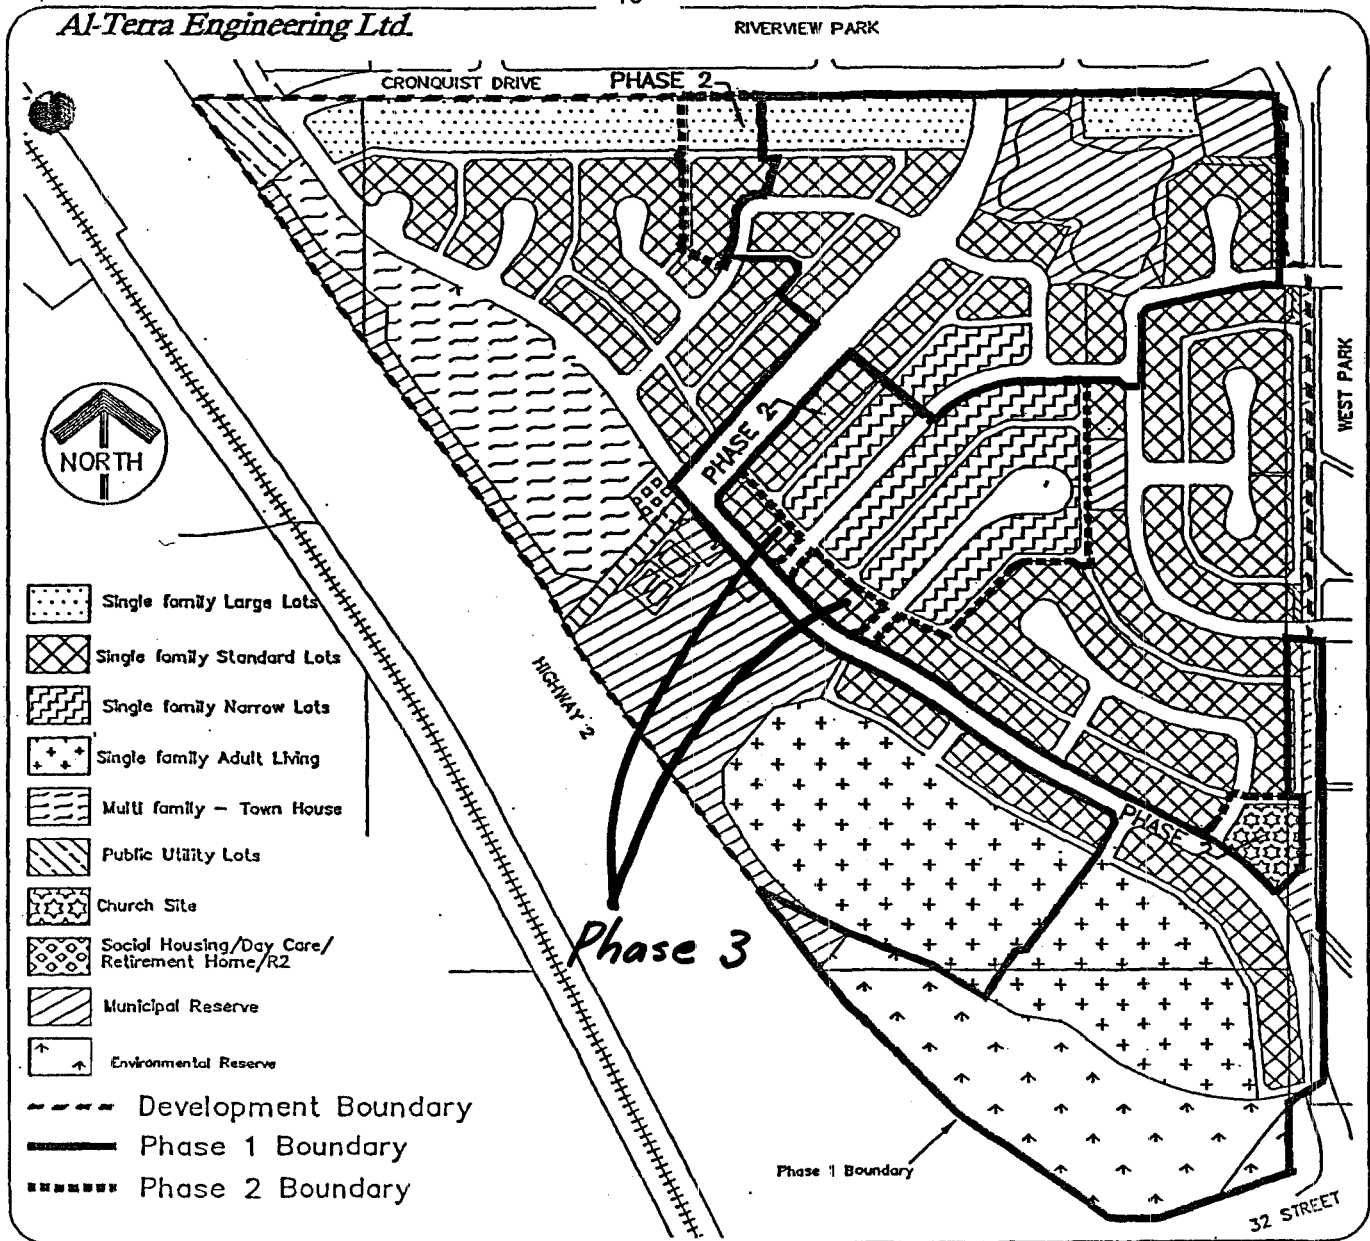 Al-Terra Engineering Ltd.
RIVERVIEW PARK
CRONQUIST DRIVE
PHASE 2
WEST PARK
NORTH
PHASE 2
HIGHWAY 2
Single family Large Lots
Single family Standard Lots
Single family Narrow Lots
Single family Adult Living
Multi family – Town House
Public Utility Lots
Church Site
Social Housing/Day Care/
Retirement Home/R2
Municipal Reserve
Environmental Reserve
Development Boundary
Phase 1 Boundary
Phase 2 Boundary
PHASE
Phase 3
Phase 1 Boundary
32 STREET